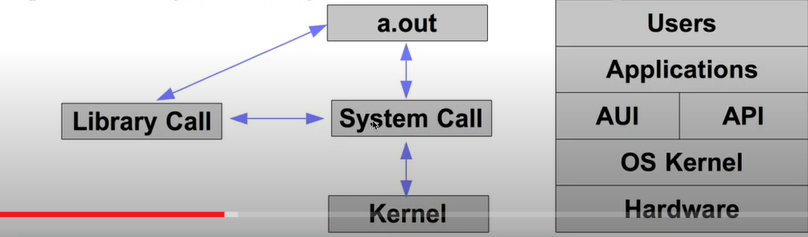 a.out
Library Call
System Call
Kernel
Users
Applications
AUI API
OS Kernel
Hardware